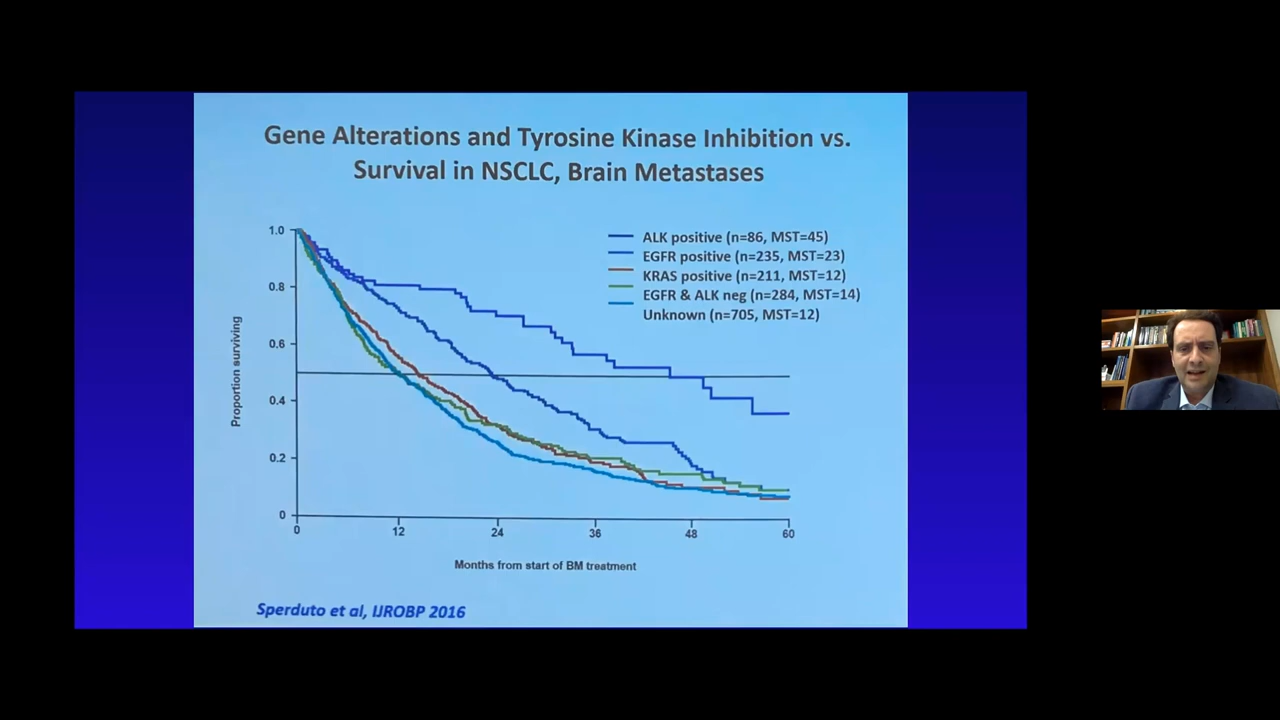 Gene Alterations and Tyrosine Kinase Inhibition vs.
Survival in NSCLC, Brain Metastases
ALK positive (n=86, MST=45)
EGFR positive (n=235, MST=23)
KRAS positive (n=211, MST=12)
EGFR & ALK neg (n=284, MST=14)
Unknown (n=705, MST=12)
Proportion surviving
1.0
0.8
0.6
0.4
0.2
0
0 12 24 36 48 60
Months from start of BM treatment
Sperduto et al, IJROBP 2016